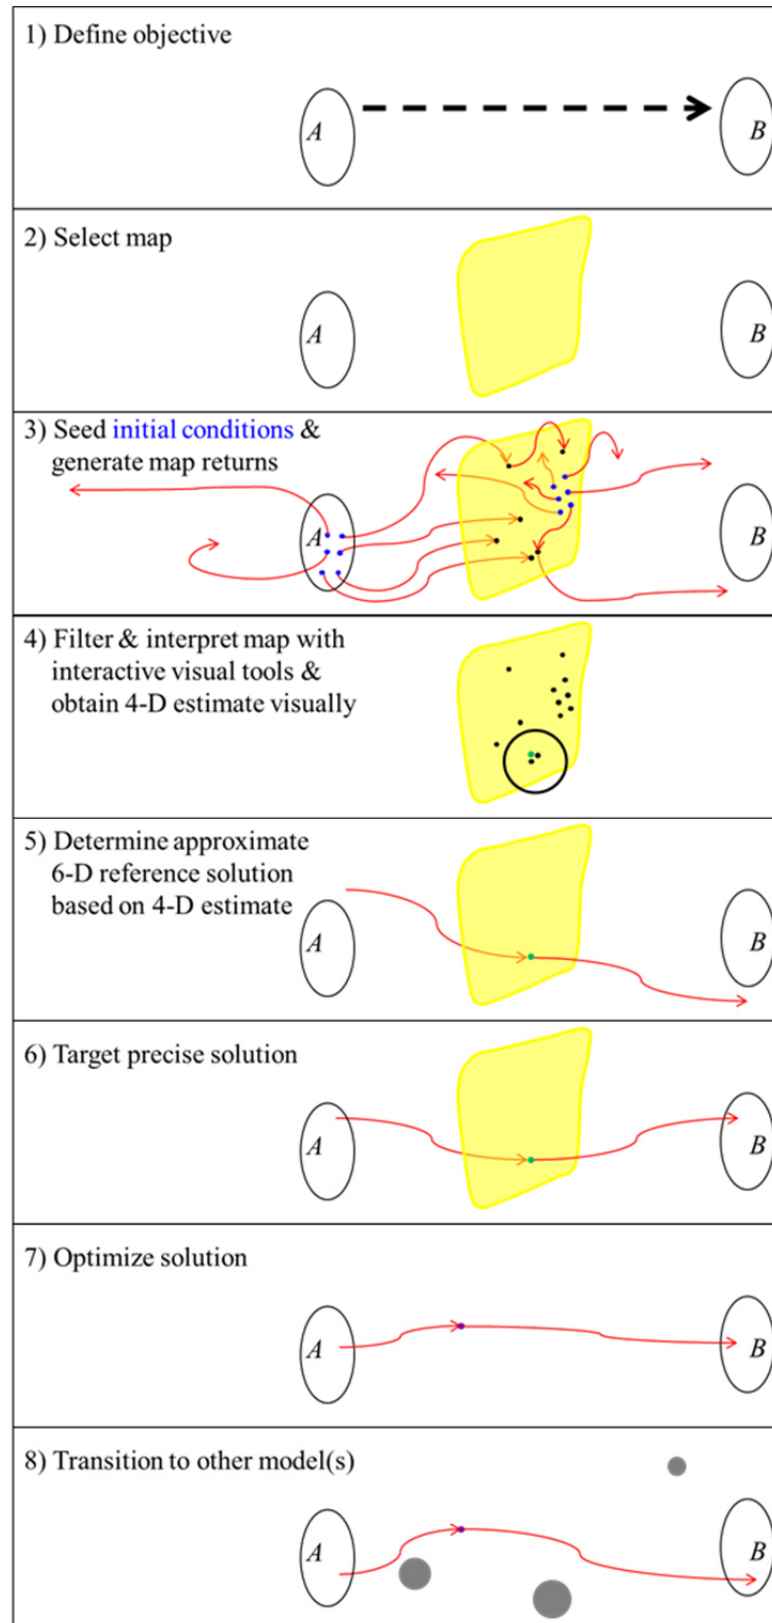 1) Define objective
A
B
2) Select map
A
B
3) Seed initial conditions &
generate map returns
A
B
4) Filter & interpret map with
interactive visual tools &
obtain 4-D estimate visually
5) Determine approximate
6-D reference solution
based on 4-D estimate
A
B
6) Target precise solution
A
B
7) Optimize solution
A
B
8) Transition to other model(s)
A
B